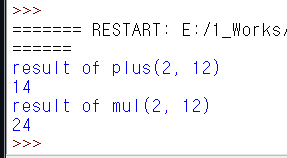 >>>
======= RESTART: E:/1_Works/
======
result of plus(2, 12)
14
result of mul(2, 12)
24
>>>